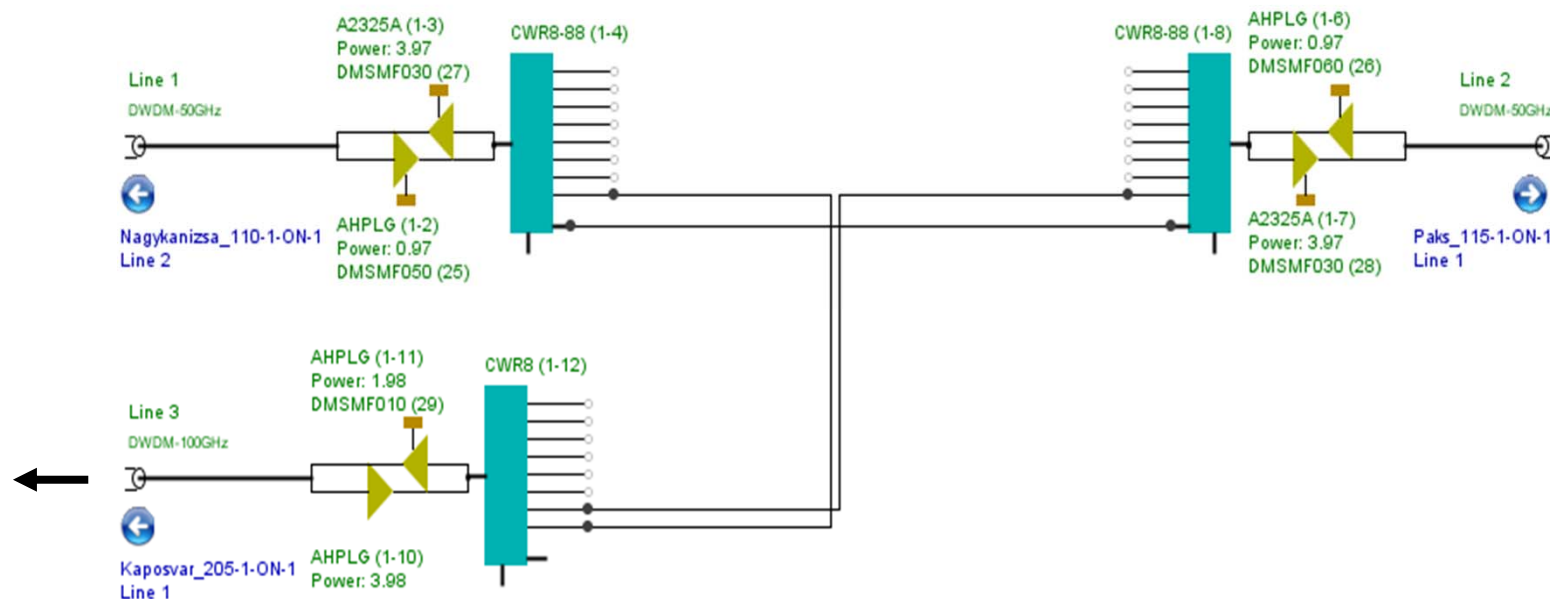 A2325A (1-3)
Power: 3.97
DMSMF030 (27)
CWR8-88 (1-4)
Line 1
DWDM-50GHz
Nagykanizsa_110-1-ON-1
Line 2
AHPLG (1-2)
Power: 0.97
DMSMF050 (25)
CWR8-88 (1-8)
AHPLG (1-6)
Power: 0.97
DMSMF060 (26)
Line 2
DWDM-50GHz
A2325A (1-7)
Power: 3.97
DMSMF030 (28)
Paks_115-1-ON-1
Line 1
AHPLG (1-11)
Power: 1.98
DMSMF010 (29)
CWR8 (1-12)
Line 3
DWDM-100GHz
Kaposvar_205-1-ON-1
Line 1
AHPLG (1-10)
Power: 3.98